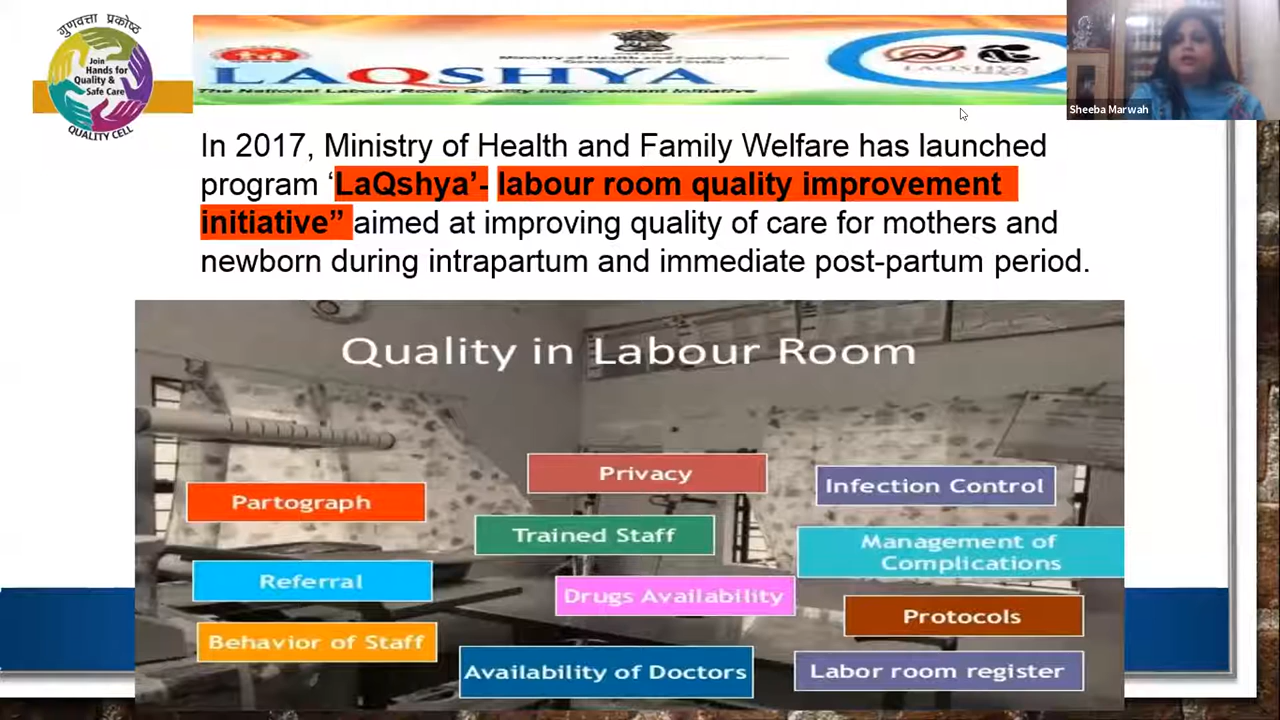 गुणवत्ता प्रकोष्ठ
Join
Hands for
Quality &
Safe Care
QUALITY CELL
Ministry of Health and Family Welfare
Government of India
LAQSHYA
The National Labour Room Quality Improvement Initiative
LAQSHYA
Sheeba Marwah
In 2017, Ministry of Health and Family Welfare has launched
program ‘LaQshya’- labour room quality improvement
initiative” aimed at improving quality of care for mothers and
newborn during intrapartum and immediate post-partum period.
Quality in Labour Room
Privacy
Infection Control
Partograph
Trained Staff
Management of
Complications
Referral
Drugs Availability
Protocols
Behavior of Staff
Availability of Doctors
Labor room register